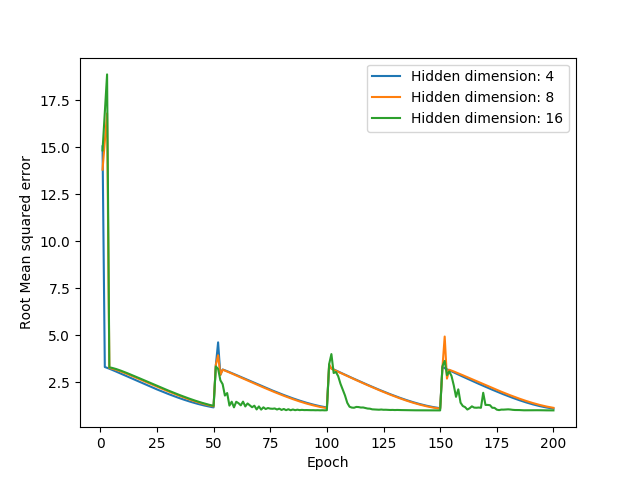 Hidden dimension: 4
Hidden dimension: 8
Hidden dimension: 16
Root Mean squared error
17.5
15.0
12.5
10.0
7.5
5.0
2.5
0 25 50 75 100 125 150 175 200
Epoch